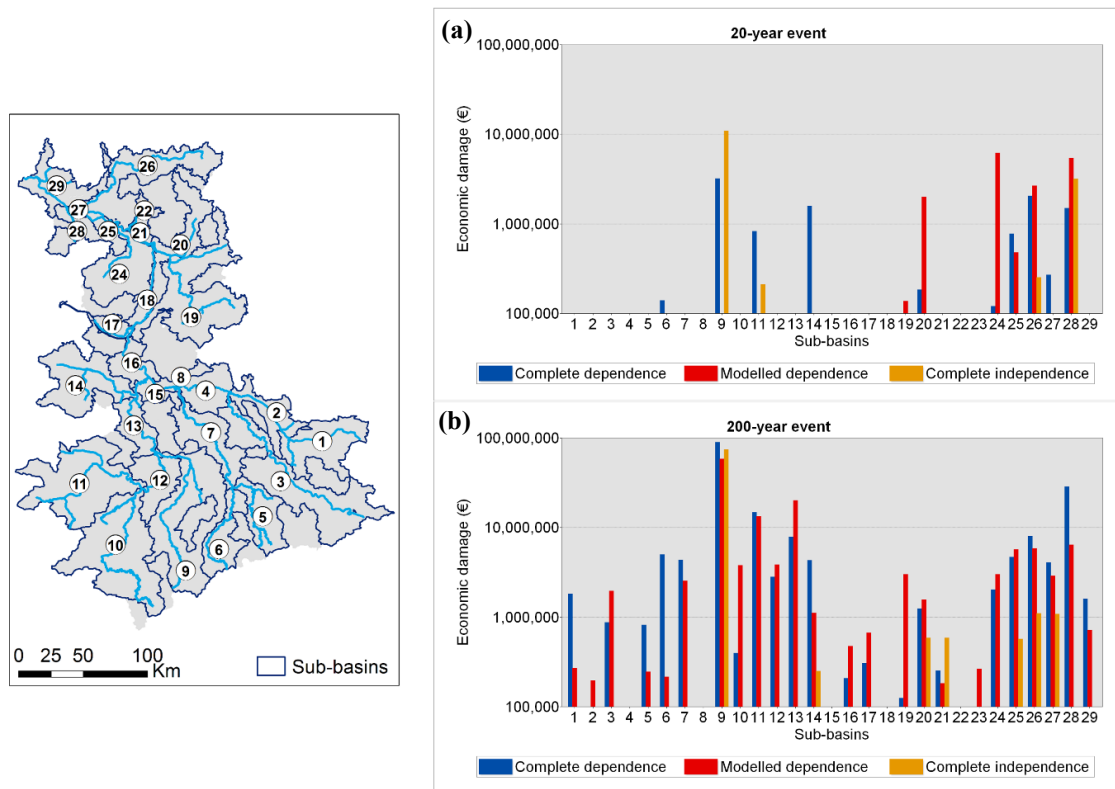 29
26
27
22
28
25
21
20
24
18
19
17
16
8
14
15
4
2
13
7
1
11
12
3
5
10
6
9
0 25 50 100
Km
Sub-basins
(a)
20-year event
100,000,000
10,000,000
1,000,000
100,000
Economic damage (€)
1 2 3 4 5 6 7 8 9 10 11 12 13 14 15 16 17 18 19 20 21 22 23 24 25 26 27 28 29
Sub-basins
Complete dependence Modelled dependence Complete independence
(b)
200-year event
100,000,000
10,000,000
1,000,000
100,000
Economic damage (€)
1 2 3 4 5 6 7 8 9 10 11 12 13 14 15 16 17 18 19 20 21 22 23 24 25 26 27 28 29
Sub-basins
Complete dependence Modelled dependence Complete independence